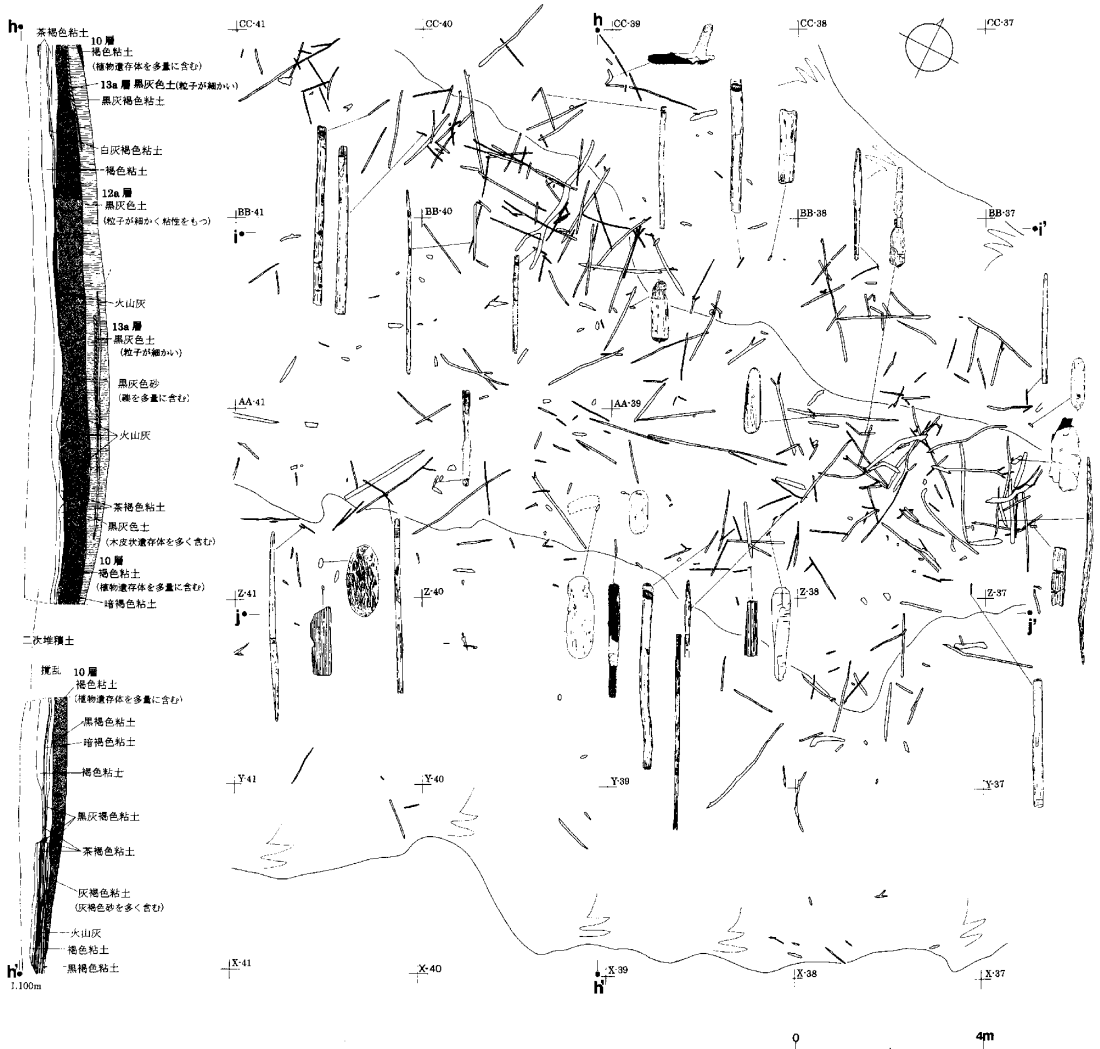 h
茶褐色粘土
10層
褐色粘土
(植物遺存体を多量に含む)
13a層 黒灰色土(粒子が細かい)
黒灰褐色粘土
白灰褐色粘土
褐色粘土
12a層
黒灰色土
(粒子が細かく粘性をもつ)
火山灰
13a層
黒灰色土
(粒子が細かい)
黒灰色砂
(礫を多量に含む)
火山灰
茶褐色粘土
黒灰色土
(木皮状遺存体を多く含む)
10層
褐色粘土
(植物遺存体を多量に含む)
暗褐色粘土
二次堆積土
攪乱
10層
褐色粘土
(植物遺存体を多量に含む)
黒褐色粘土
暗褐色粘土
褐色粘土
黒灰褐色粘土
茶褐色粘土
灰褐色粘土
(灰褐色砂を多く含む)
火山灰
褐色粘土
黒褐色粘土
h'
1.100m
CC-41
CC-40
h
CC-39
CC-38
CC-37
BB-41
BB-40
BB-38
BB-37
i
i'
AA-41
AA-39
Z-41
Z-40
Z-38
Z-37
j
j'
Y-41
Y-40
Y-39
Y-37
X-41
X-40
X-39
X-38
X-37
h'
0
4m